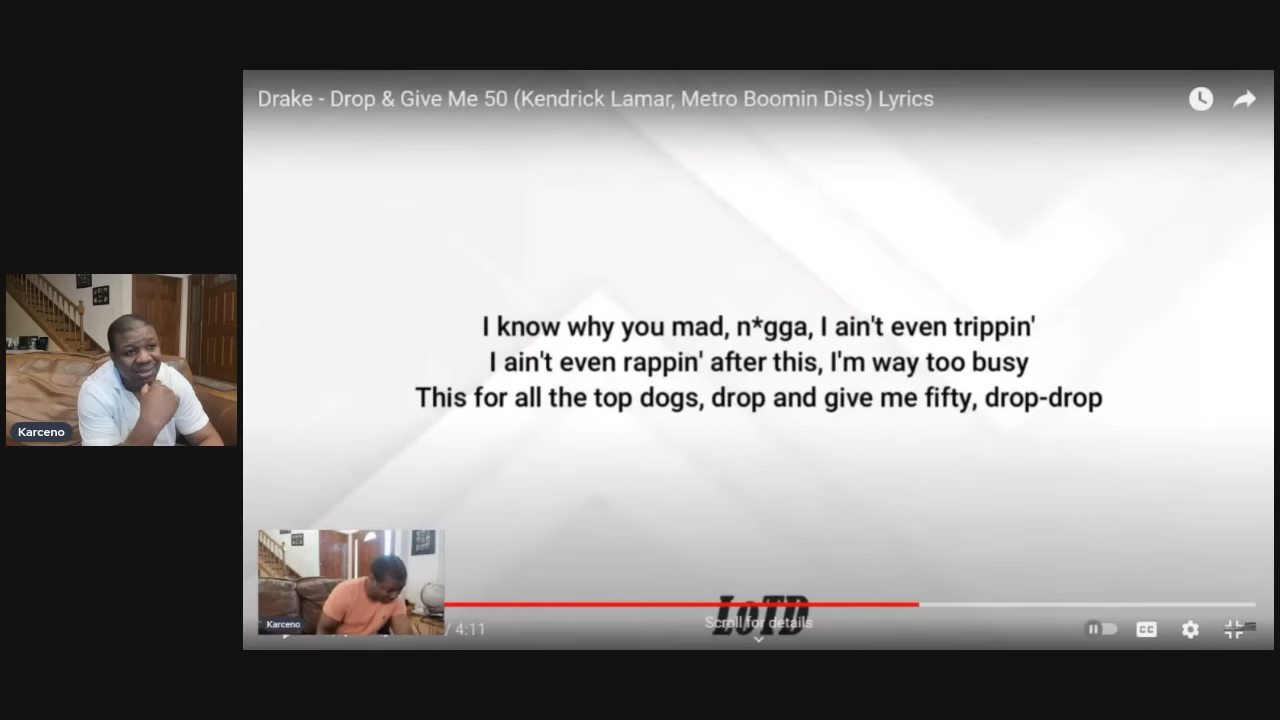 Drake - Drop & Give Me 50 (Kendrick Lamar, Metro Boomin Diss) Lyrics
I know why you mad, n*gga, I ain't even trippin'
I ain't even rappin' after this, I'm way too busy
This for all the top dogs, drop and give me fifty, drop-drop
Karceno
Karceno
LOTD
/ 4:11
Scroll for details
CC